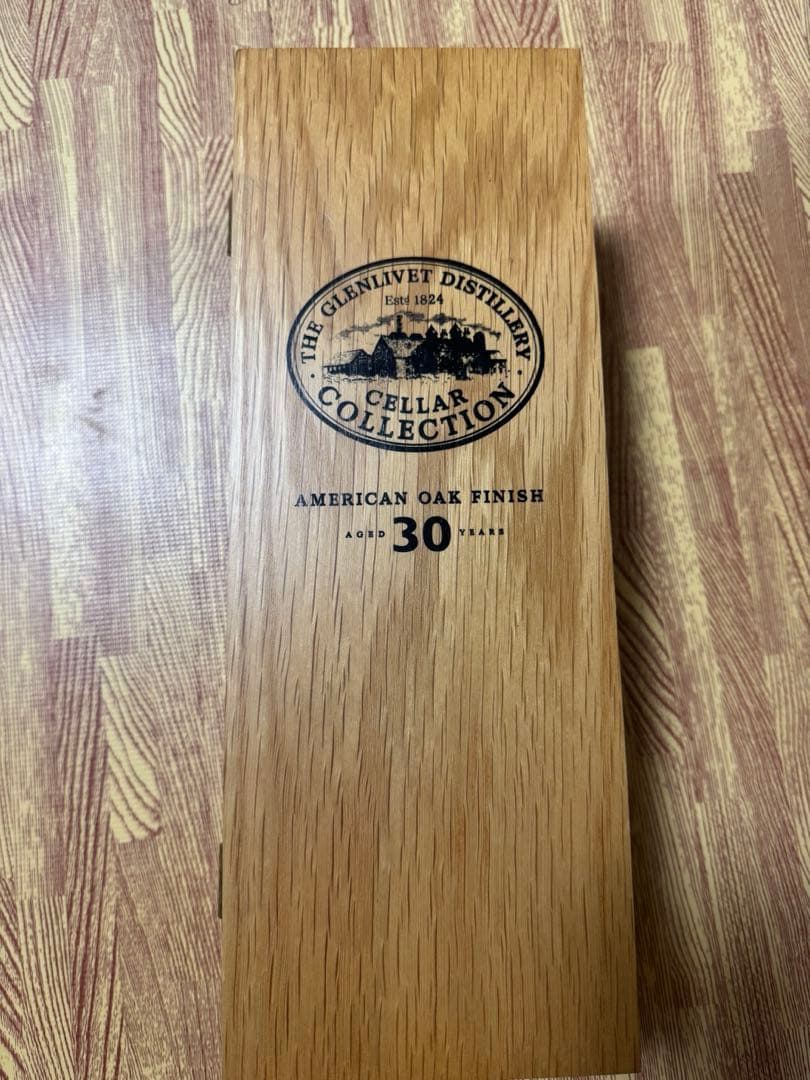 THE GLENLIVET DISTILLERY
Estd 1824
CELLAR
COLLECTION
AMERICAN OAK FINISH
AGED 30 YEARS